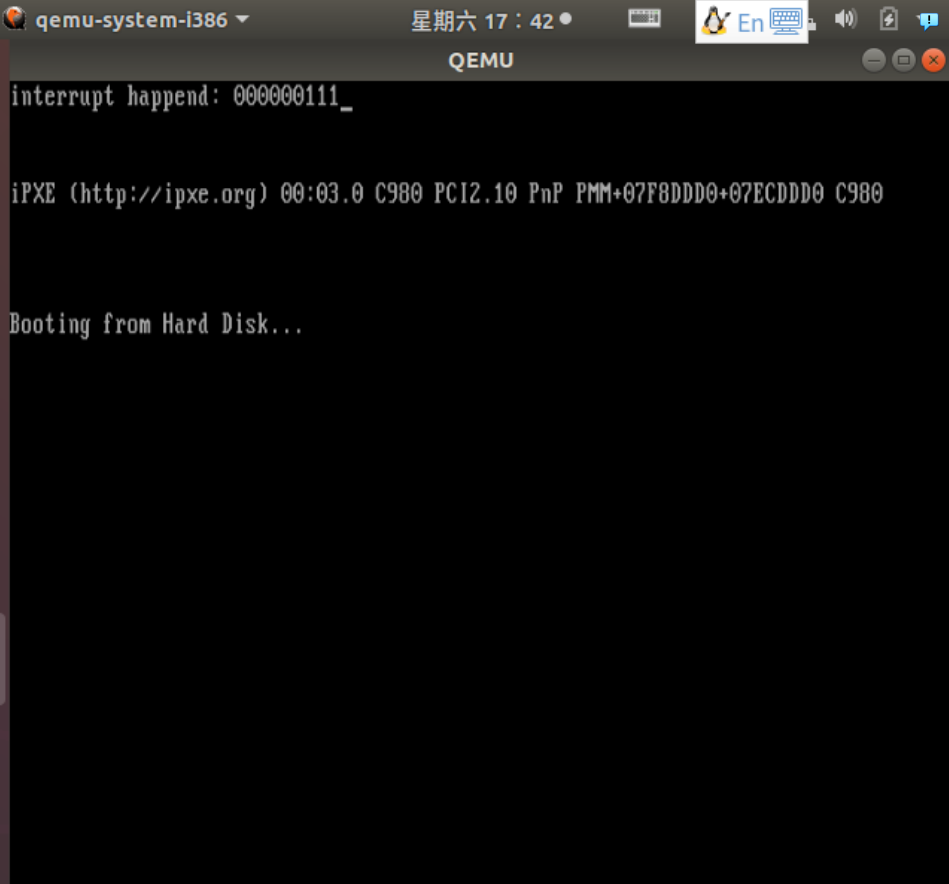 qemu-system-i386
星期六 17：42
En
QEMU
interrupt happend: 000000111_
iPXE (http://ipxe.org) 00:03.0 C980 PCI2.10 PnP PMM+07F8DDD0+07ECDDD0 C980
Booting from Hard Disk...